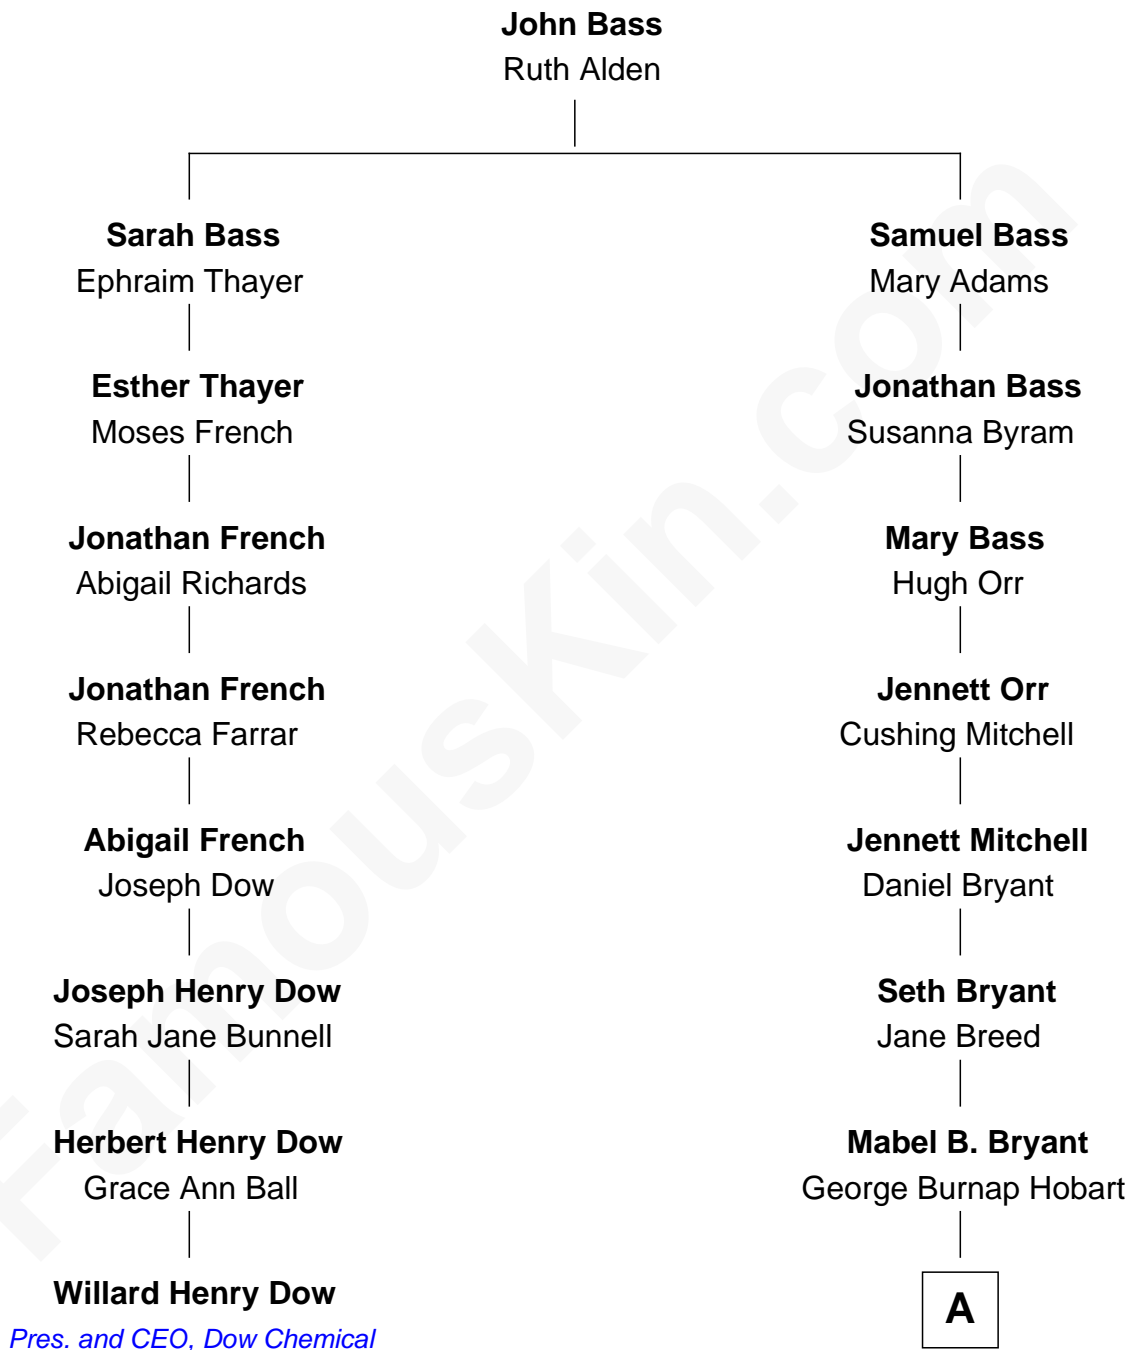 John Bass
Ruth Alden
Sarah Bass
Ephraim Thayer
Samuel Bass
Mary Adams
Esther Thayer
Moses French
Jonathan Bass
Susanna Byram
Jonathan French
Abigail Richards
Mary Bass
Hugh Orr
Jonathan French
Rebecca Farrar
Jennett Orr
Cushing Mitchell
Abigail French
Joseph Dow
Jennett Mitchell
Daniel Bryant
Joseph Henry Dow
Sarah Jane Bunnell
Seth Bryant
Jane Breed
Herbert Henry Dow
Grace Ann Ball
Mabel B. Bryant
George Burnap Hobart
Willard Henry Dow
Pres. and CEO, Dow Chemical
A
FamousKin.com